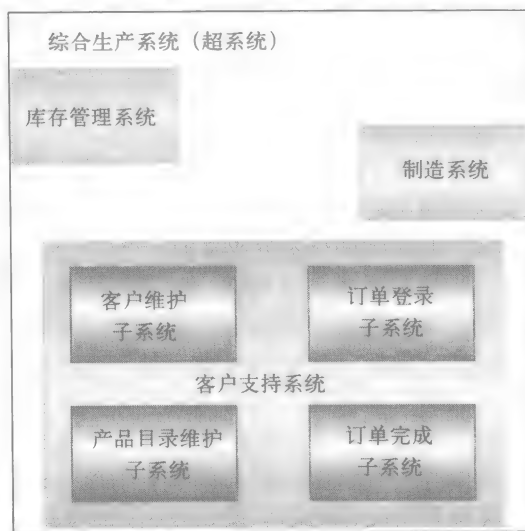 综合生产系统（超系统）
库存管理系统
制造系统
客户维护
子系统
订单登录
子系统
客户支持系统
产品目录维护
子系统
订单完成
子系统